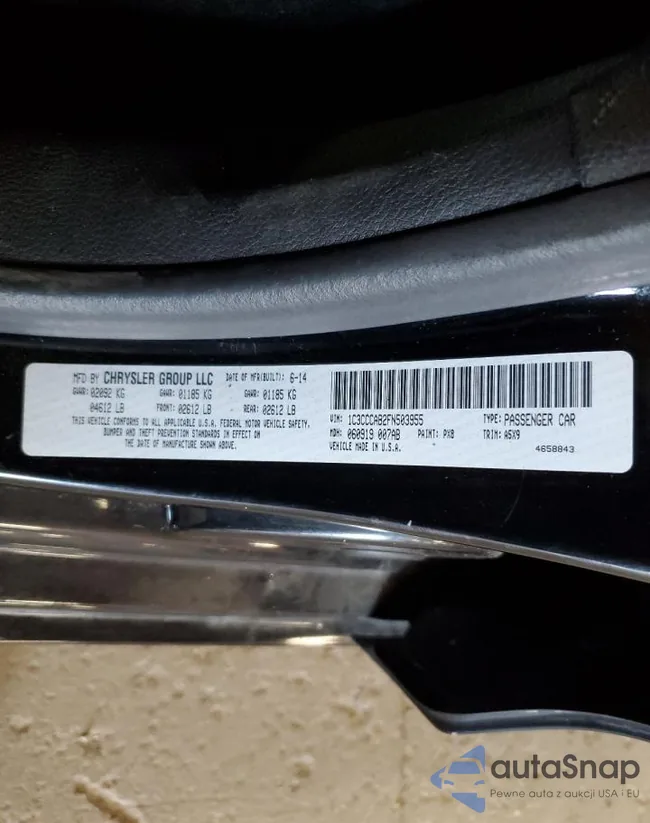 MFD BY CHRYSLER GROUP LLC DATE OF MFR(BUILT): 6-14
GVWR: 02092 KG GAWR: 01185 KG GAWR: 01185 KG
04612 LB FRONT: 02612 LB REAR: 02612 LB
THIS VEHICLE CONFORMS TO ALL APPLICABLE U.S.A. FEDERAL MOTOR VEHICLE SAFETY,
BUMPER AND THEFT PREVENTION STANDARDS IN EFFECT ON
THE DATE OF MANUFACTURE SHOWN ABOVE.
VIN: 1C3CCCAB2FN503955 TYPE: PASSENGER CAR
MDH: 060919 007AB PAINT: PX8 TRIM: A5X9
VEHICLE MADE IN U.S.A. 4658843
autaSnap
Pewne auta z aukcji USA i EU